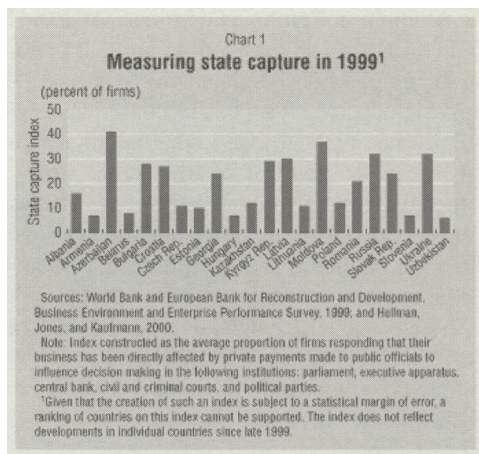 Chart 1
Measuring state capture in 1999¹
(percent of firms)
State capture index
50
40
30
20
10
0
Albania
Armenia
Azerbaijan
Belarus
Bulgaria
Croatia
Czech Rep.
Estonia
Georgia
Hungary
Kazakhstan
Kyrgyz Rep.
Latvia
Lithuania
Moldova
Poland
Romania
Russia
Slovak Rep.
Slovenia
Ukraine
Uzbekistan
Sources: World Bank and European Bank for Reconstruction and Development,
Business Environment and Enterprise Performance Survey, 1999; and Hellman,
Jones, and Kaufmann, 2000.
Note: Index constructed as the average proportion of firms responding that their
business has been directly affected by private payments made to public officials to
influence decision making in the following institutions: parliament, executive apparatus,
central bank, civil and criminal courts, and political parties.
¹Given that the creation of such an index is subject to a statistical margin of error, a
ranking of countries on this index cannot be supported. The index does not reflect
developments in individual countries since late 1999.